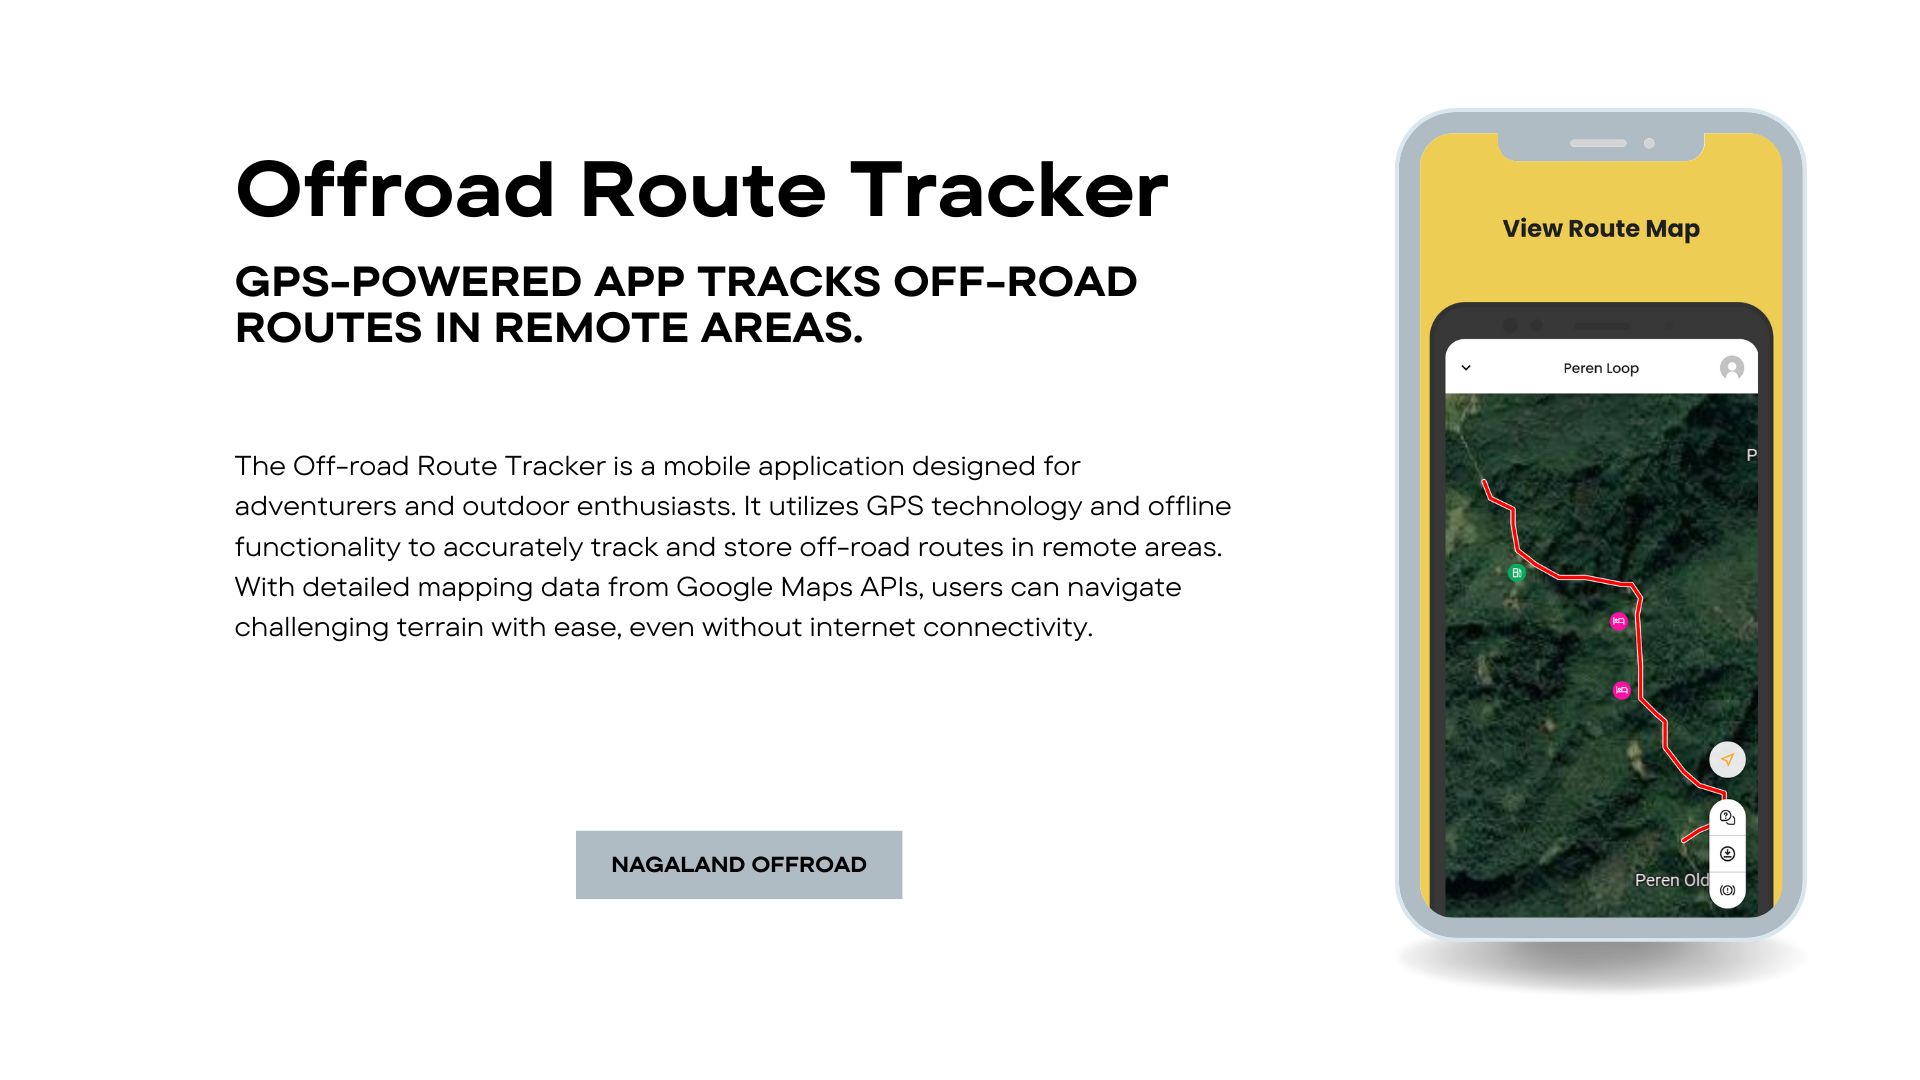 Offroad Route Tracker
GPS-POWERED APP TRACKS OFF-ROAD
ROUTES IN REMOTE AREAS.
The Off-road Route Tracker is a mobile application designed for
adventurers and outdoor enthusiasts. It utilizes GPS technology and offline
functionality to accurately track and store off-road routes in remote areas.
With detailed mapping data from Google Maps APIs, users can navigate
challenging terrain with ease, even without internet connectivity.
NAGALAND OFFROAD
View Route Map
Peren Loop
P
Peren Old